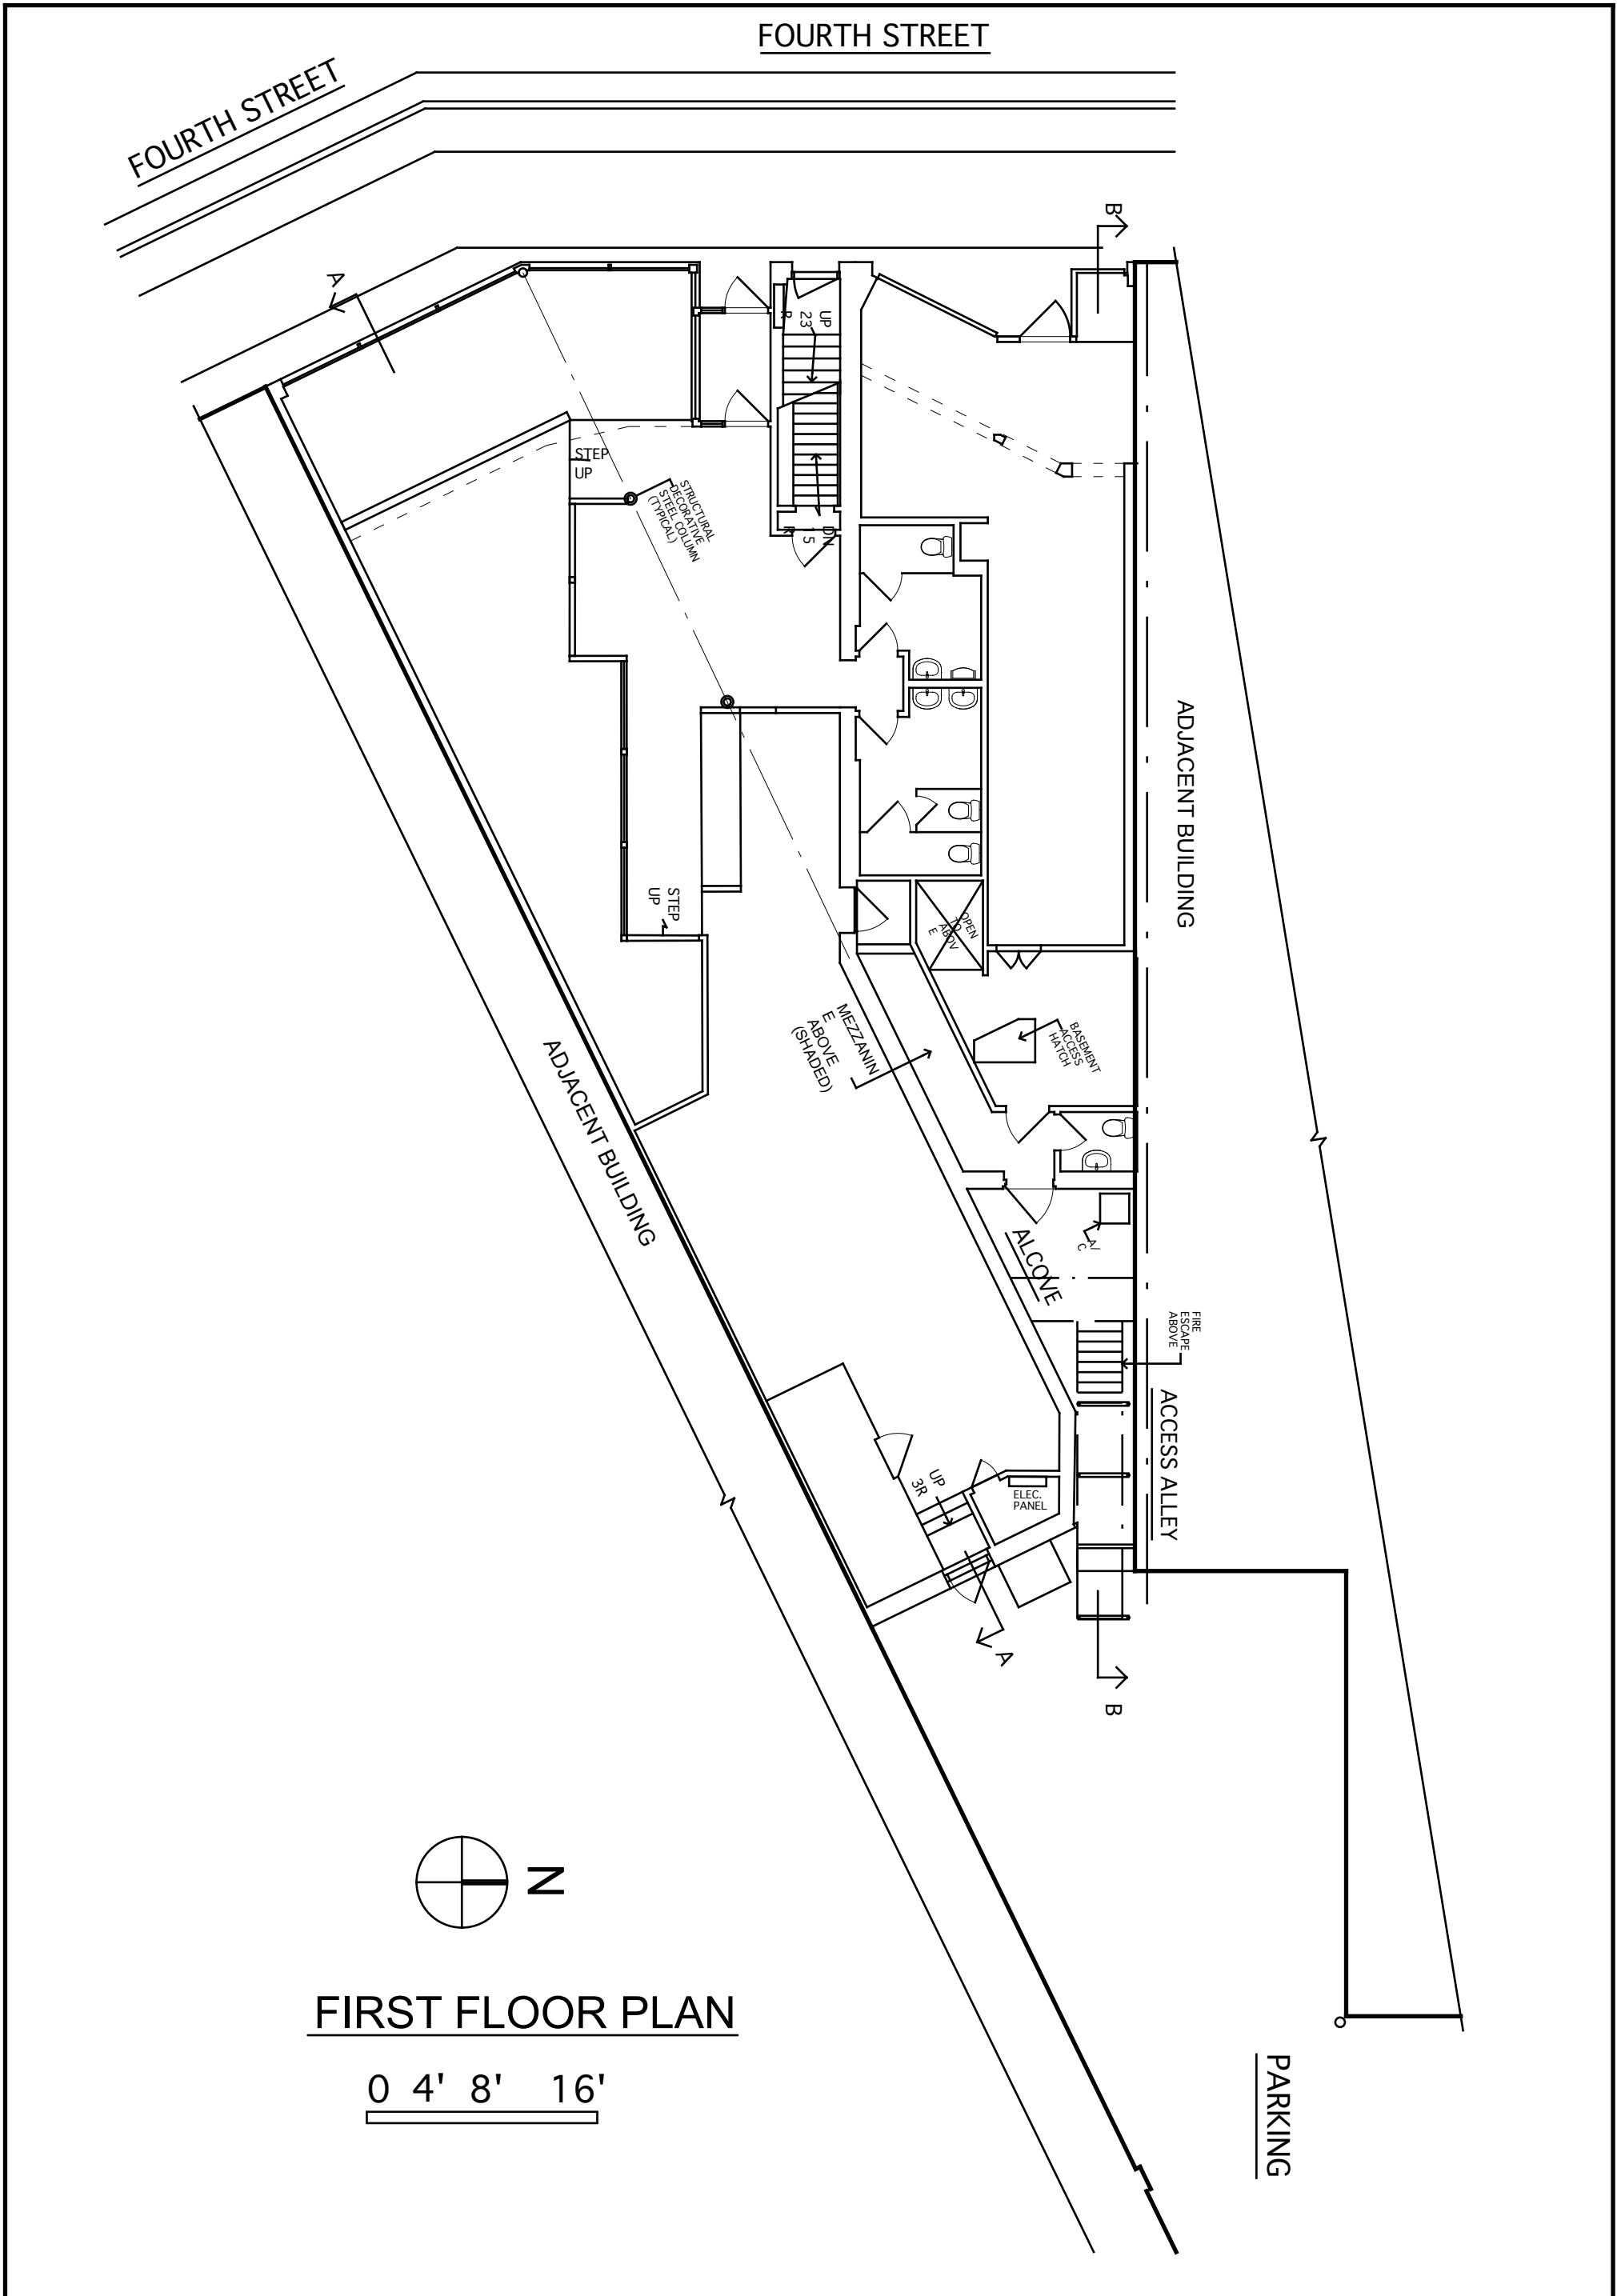 FOURTH STREET
FOURTH STREET
B
A
UP
23
R
STEP
UP
STRUCTURAL
DECORATIVE
STEEL COLUMN
(TYPICAL)
DN
15
R
ADJACENT BUILDING
STEP
UP
OPEN
TO
ABOV
E
MEZZANIN
E
ABOVE
(SHADED)
BASEMENT
ACCESS
HATCH
ADJACENT BUILDING
A/
C
ALCOVE
FIRE
ESCAPE
ABOVE
ACCESS ALLEY
UP
3R
ELEC.
PANEL
A
B
N
FIRST FLOOR PLAN
0 4' 8' 16'
PARKING